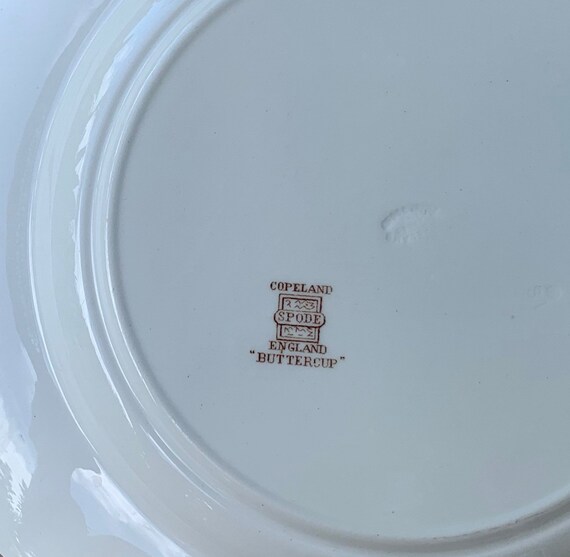 COPELAND
SPODE
ENGLAND
"BUTTERCUP"